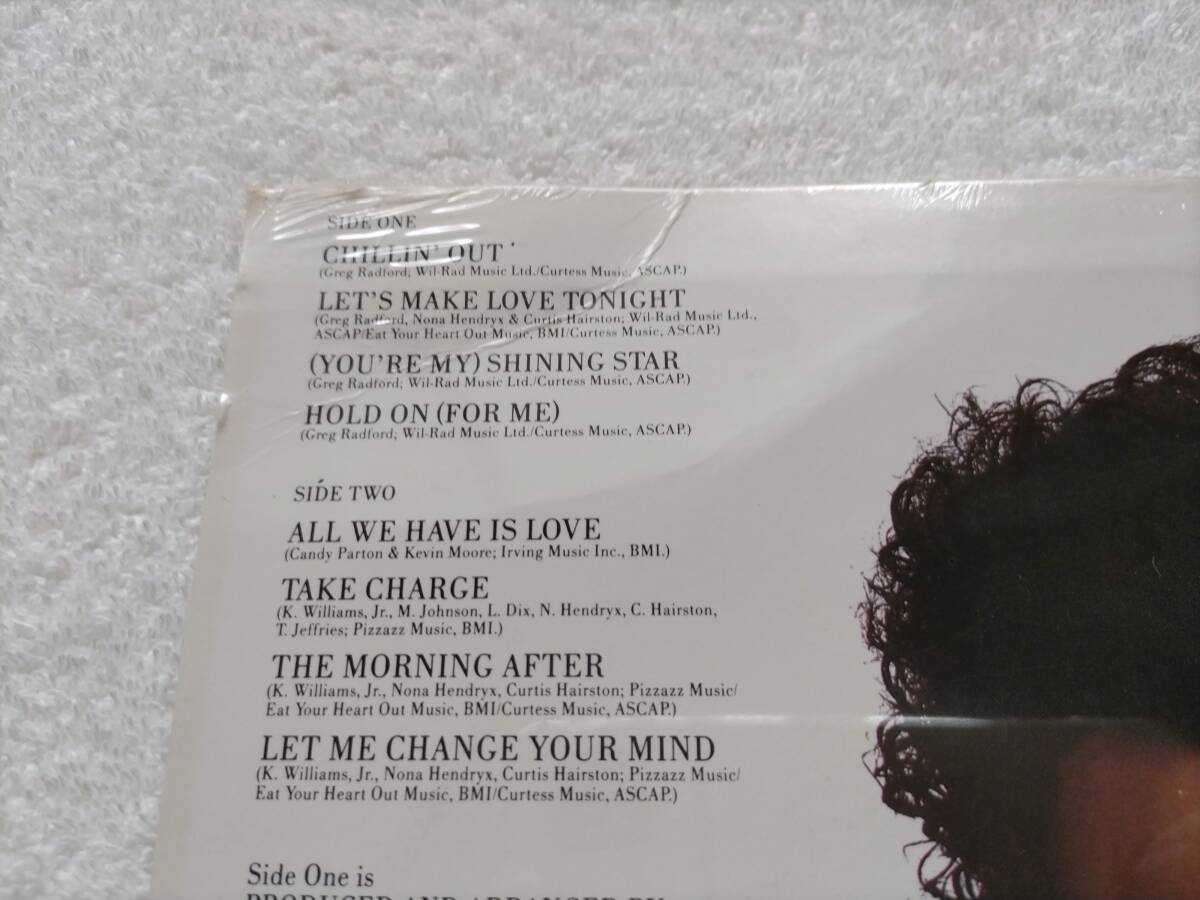 SIDE ONE
CHILLIN' OUT
(Greg Radford; Wil-Rad Music Ltd./Curtess Music, ASCAP.)
LET'S MAKE LOVE TONIGHT
(Greg Radford, Nona Hendryx & Curtis Hairston; Wil-Rad Music Ltd.,
ASCAP/Eat Your Heart Out Music, BMI/Curtess Music, ASCAP.)
(YOU'RE MY) SHINING STAR
(Greg Radford; Wil-Rad Music Ltd./Curtess Music, ASCAP.)
HOLD ON (FOR ME)
(Greg Radford; Wil-Rad Music Ltd./Curtess Music, ASCAP.)
SIDE TWO
ALL WE HAVE IS LOVE
(Candy Parton & Kevin Moore; Irving Music Inc., BMI.)
TAKE CHARGE
(K. Williams, Jr., M. Johnson, L. Dix, N. Hendryx, C. Hairston,
T. Jeffries; Pizzazz Music, BMI.)
THE MORNING AFTER
(K. Williams, Jr., Nona Hendryx, Curtis Hairston; Pizzazz Music/
Eat Your Heart Out Music, BMI/Curtess Music, ASCAP.)
LET ME CHANGE YOUR MIND
(K. Williams, Jr., Nona Hendryx, Curtis Hairston; Pizzazz Music/
Eat Your Heart Out Music, BMI/Curtess Music, ASCAP.)
Side One is
PRODUCED AND ARRANGED BY